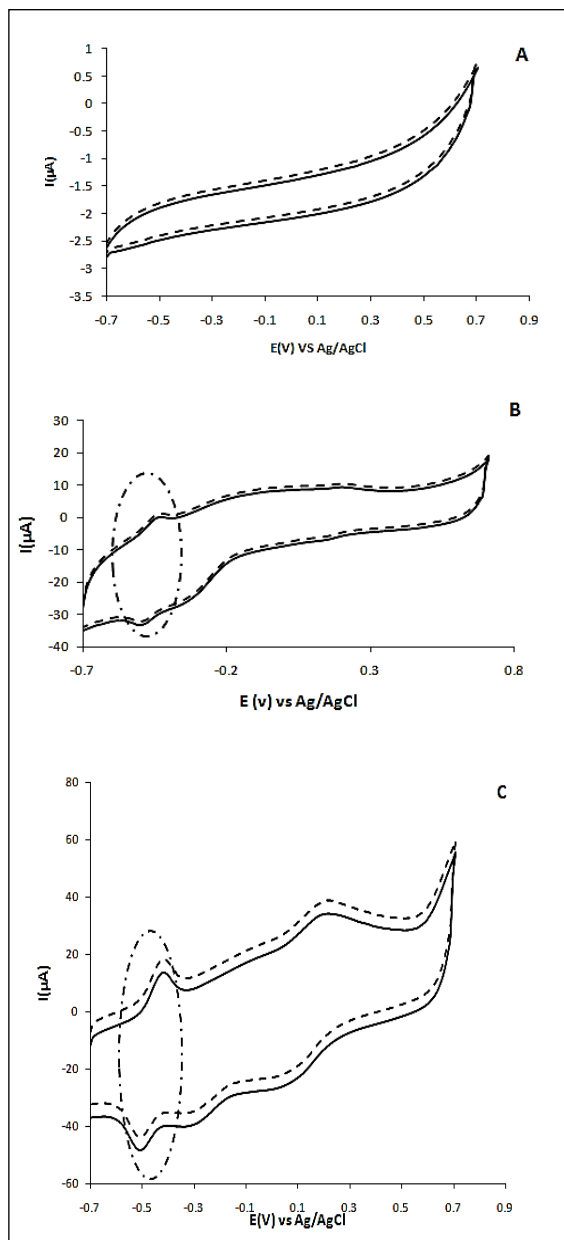 A
1
0.5
0
-0.5
-1
-1.5
-2
-2.5
-3
-3.5
I(µA)
-0.7 -0.5 -0.3 -0.1 0.1 0.3 0.5 0.7 0.9
E(V) VS Ag/AgCl
B
30
20
10
0
-10
-20
-30
-40
I(µA)
-0.7 -0.2 0.3 0.8
E (v) vs Ag/AgCl
C
80
60
40
20
0
-20
-40
-60
I(µA)
-0.7 -0.5 -0.3 -0.1 0.1 0.3 0.5 0.7 0.9
E(V) vs Ag/AgCl